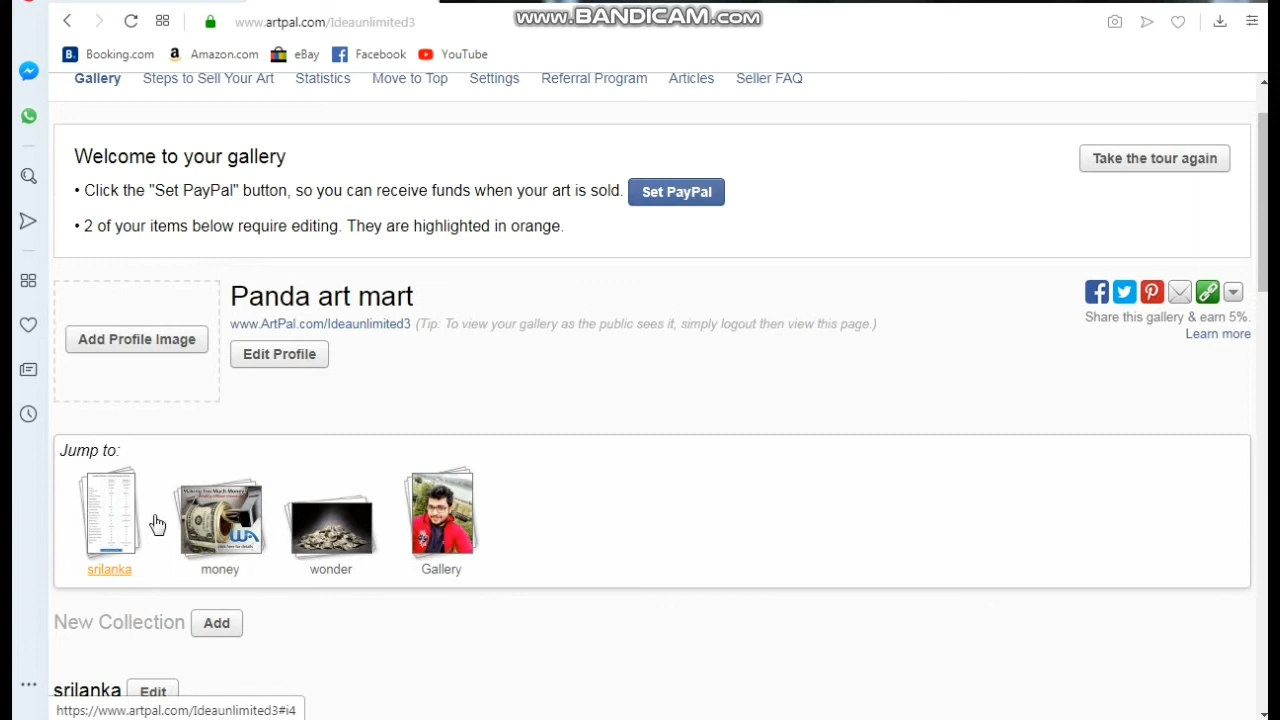 www.BANDICAM.com
www.artpal.com/Ideaunlimited3
B. Booking.com a Amazon.com eBay Facebook YouTube
Gallery Steps to Sell Your Art Statistics Move to Top Settings Referral Program Articles Seller FAQ
Welcome to your gallery
Take the tour again
• Click the "Set PayPal" button, so you can receive funds when your art is sold. Set PayPal
• 2 of your items below require editing. They are highlighted in orange.
Add Profile Image
Panda art mart
www.ArtPal.com/Ideaunlimited3 (Tip: To view your gallery as the public sees it, simply logout then view this page.)
Edit Profile
Share this gallery & earn 5%.
Learn more
Jump to:
Making Too Much Money?
WA
srilanka money wonder Gallery
New Collection Add
srilanka Edit
https://www.artpal.com/Ideaunlimited3#i4